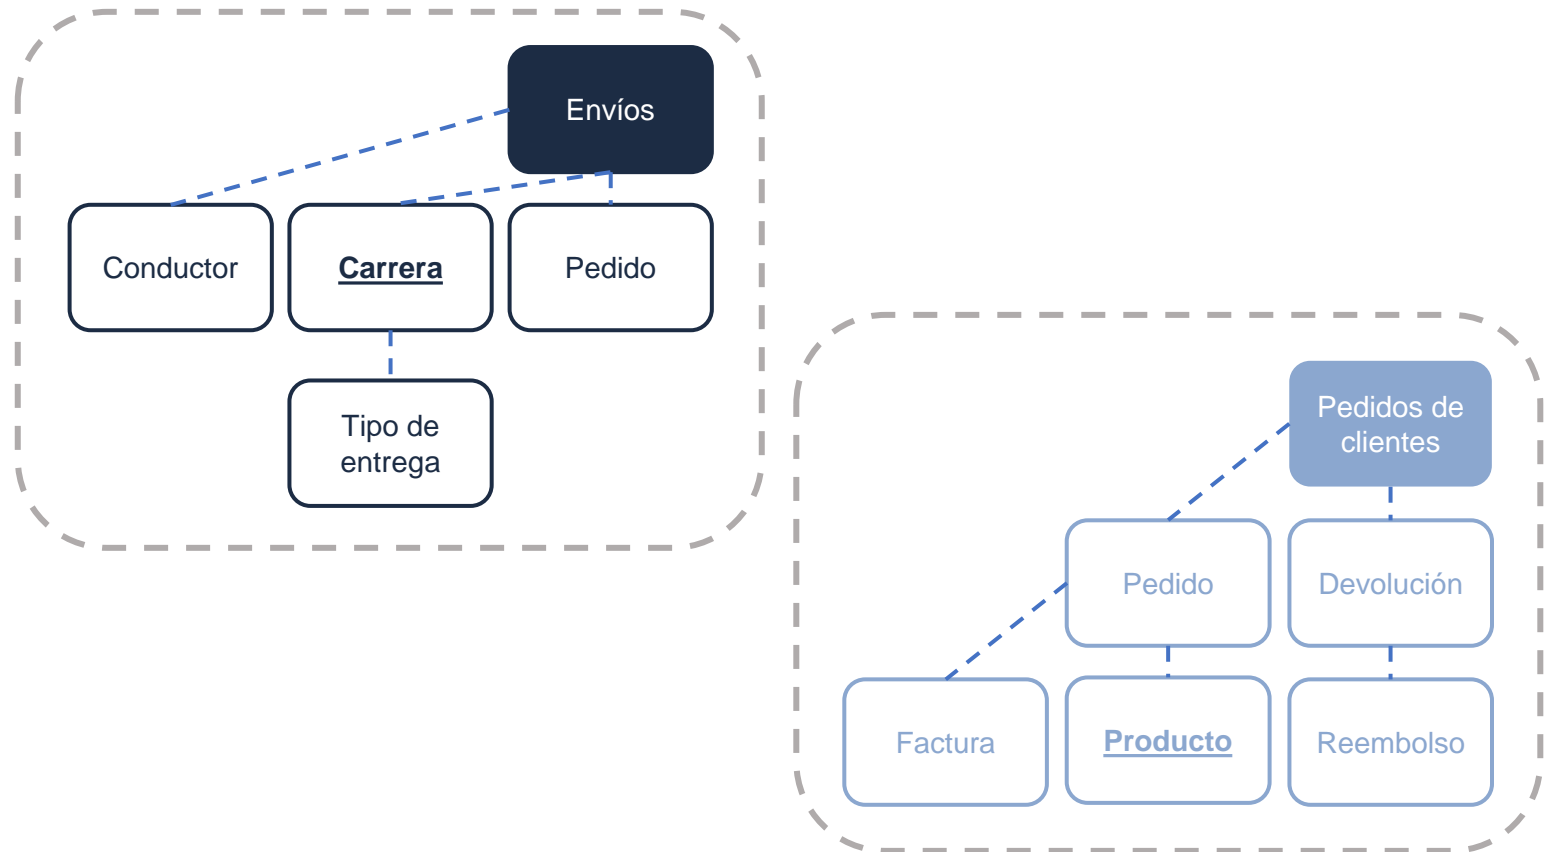 Envíos
Conductor
Carrera
Pedido
Tipo de
entrega
Pedidos de
clientes
Pedido
Devolución
Factura
Producto
Reembolso